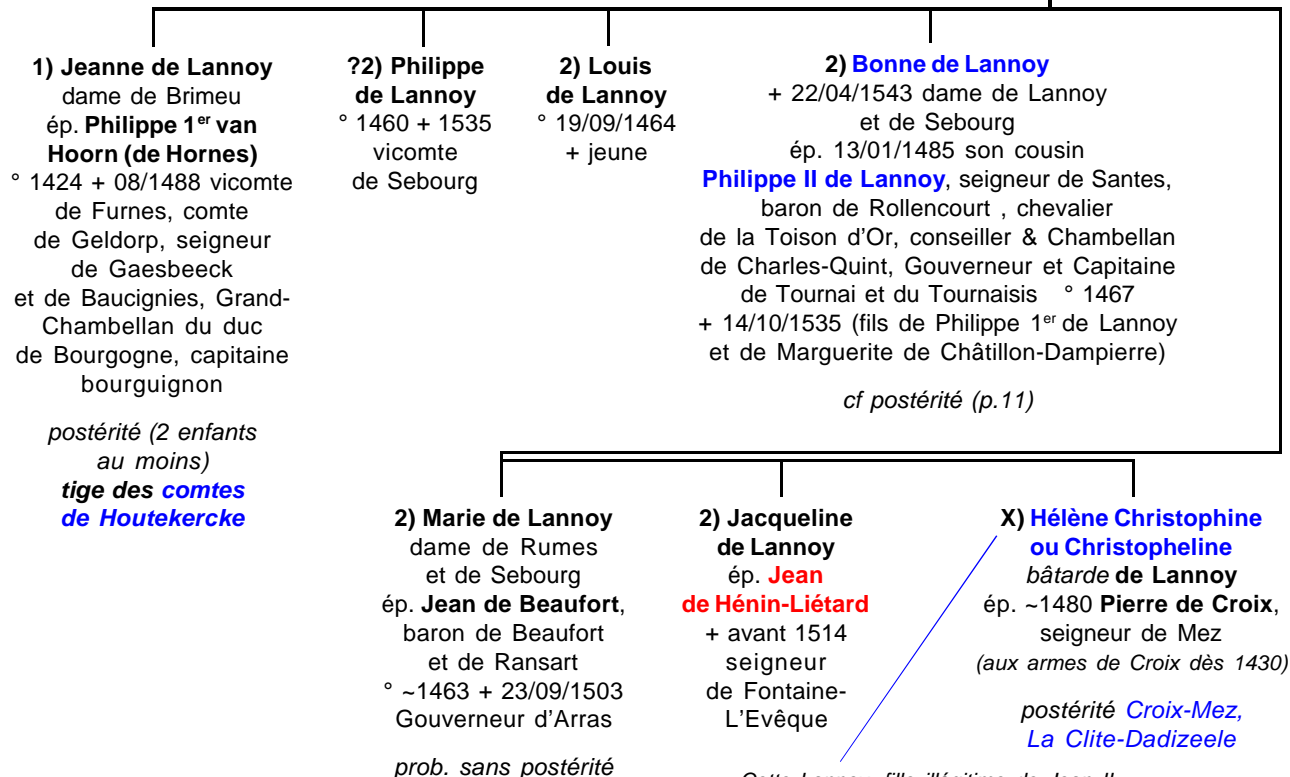 1) Jeanne de Lannoy
dame de Brimeu
ép. Philippe 1er van
Hoorn (de Hornes)
° 1424 + 08/1488 vicomte
de Furnes, comte
de Geldorp, seigneur
de Gaesbeeck
et de Baucignies, Grand-
Chambellan du duc
de Bourgogne, capitaine
bourguignon
postérité (2 enfants
au moins)
tige des comtes
de Houtekercke
?2) Philippe
de Lannoy
° 1460 + 1535
vicomte
de Sebourg
2) Louis
de Lannoy
° 19/09/1464
+ jeune
2) Bonne de Lannoy
+ 22/04/1543 dame de Lannoy
et de Sebourg
ép. 13/01/1485 son cousin
Philippe II de Lannoy, seigneur de Santes,
baron de Rollencourt , chevalier
de la Toison d'Or, conseiller & Chambellan
de Charles-Quint, Gouverneur et Capitaine
de Tournai et du Tournaisis ° 1467
+ 14/10/1535 (fils de Philippe 1er de Lannoy
et de Marguerite de Châtillon-Dampierre)
cf postérité (p.11)
2) Marie de Lannoy
dame de Rumes
et de Sebourg
ép. Jean de Beaufort,
baron de Beaufort
et de Ransart
° ~1463 + 23/09/1503
Gouverneur d'Arras
prob. sans postérité
2) Jacqueline
de Lannoy
ép. Jean
de Hénin-Liétard
+ avant 1514
seigneur
de Fontaine-
L'Evêque
X) Hélène Christophine
ou Christopheline
bâtarde de Lannoy
ép. ~1480 Pierre de Croix,
seigneur de Mez
(aux armes de Croix dès 1430)
postérité Croix-Mez,
La Clite-Dadizeele